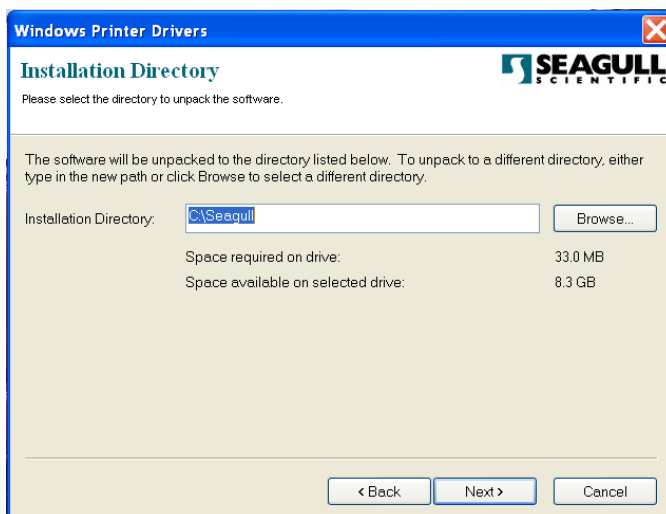 Windows Printer Drivers
Installation Directory
SEAGULL
SCIENTIFIC
Please select the directory to unpack the software.
The software will be unpacked to the directory listed below. To unpack to a different directory, either
type in the new path or click Browse to select a different directory.
Installation Directory: C:\Seagull Browse...
Space required on drive: 33.0 MB
Space available on selected drive: 8.3 GB
< Back Next > Cancel